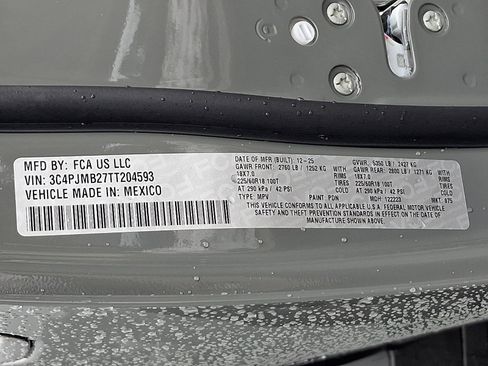 MFD BY: FCA US LLC
VIN: 3C4PJMB27TT204593
VEHICLE MADE IN: MEXICO
DATE OF MFR (BUILT) 12-25 GVWR: 5350 LB / 2427 KG
GAWR FRONT: 2760 LB / 1252 KG WITH GAWR REAR: 2800 LB / 1271 KG WITH
18X7.0 RIMS 18X7.0 RIMS
225/60R18 100T 225/60R18 100T
AT 290 kPa / 42 PSI AT 290 kPa / 42 PSI
TYPE: MPV PAINT: PDN MDH: 122223 MKT: 875
THIS VEHICLE CONFORMS TO ALL APPLICABLE U.S.A. FEDERAL MOTOR VEHICLE
SAFETY AND THEFT PREVENTION STANDARDS IN EFFECT ON THE DATE OF
MANUFACTURE SHOWN ABOVE.